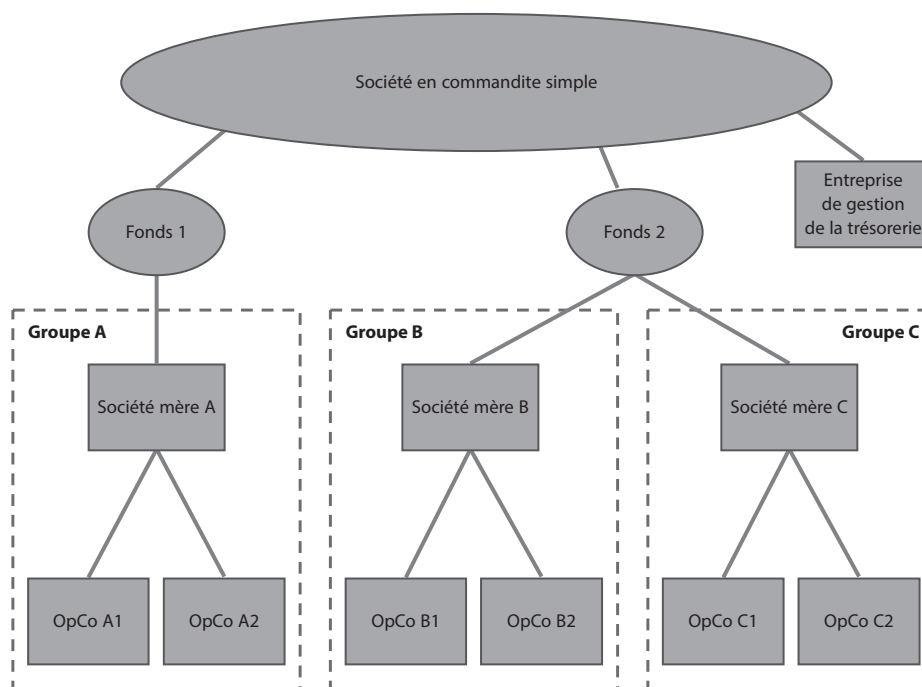 Société en commandite simple
Entreprise
de gestion
de la trésorerie
Fonds 1
Fonds 2
Groupe A
Groupe B
Groupe C
Société mère A
Société mère B
Société mère C
OpCo A1
OpCo A2
OpCo B1
OpCo B2
OpCo C1
OpCo C2